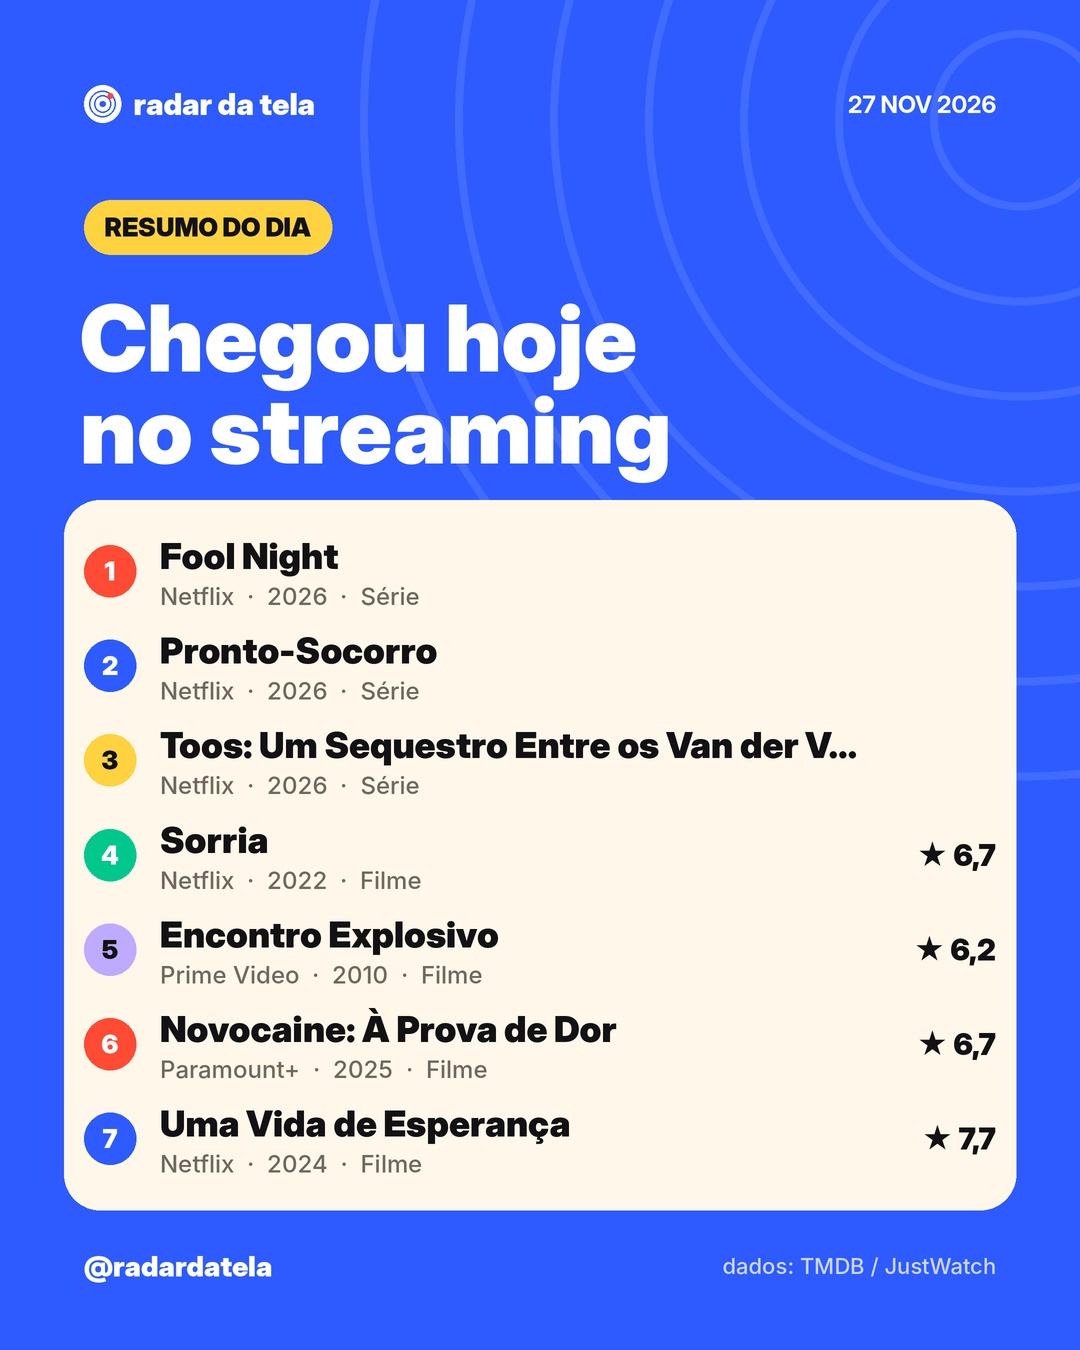 radar da tela
27 NOV 2026
RESUMO DO DIA
Chegou hoje
no streaming
1
Fool Night
Netflix · 2026 · Série
2
Pronto-Socorro
Netflix · 2026 · Série
3
Toos: Um Sequestro Entre os Van der V...
Netflix · 2026 · Série
4
Sorria
Netflix · 2022 · Filme
★ 6,7
5
Encontro Explosivo
Prime Video · 2010 · Filme
★ 6,2
6
Novocaine: À Prova de Dor
Paramount+ · 2025 · Filme
★ 6,7
7
Uma Vida de Esperança
Netflix · 2024 · Filme
★ 7,7
@radardatela
dados: TMDB / JustWatch